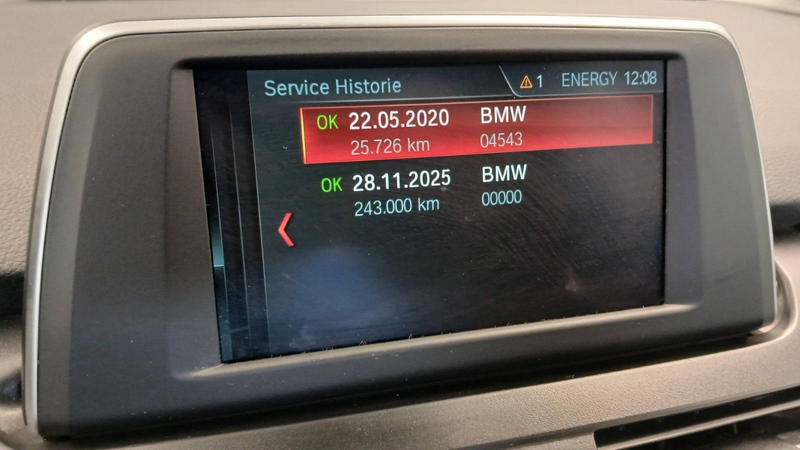 Service Historie
1 ENERGY 12:08
OK 22.05.2020 BMW
25.726 km 04543
OK 28.11.2025 BMW
243.000 km 00000